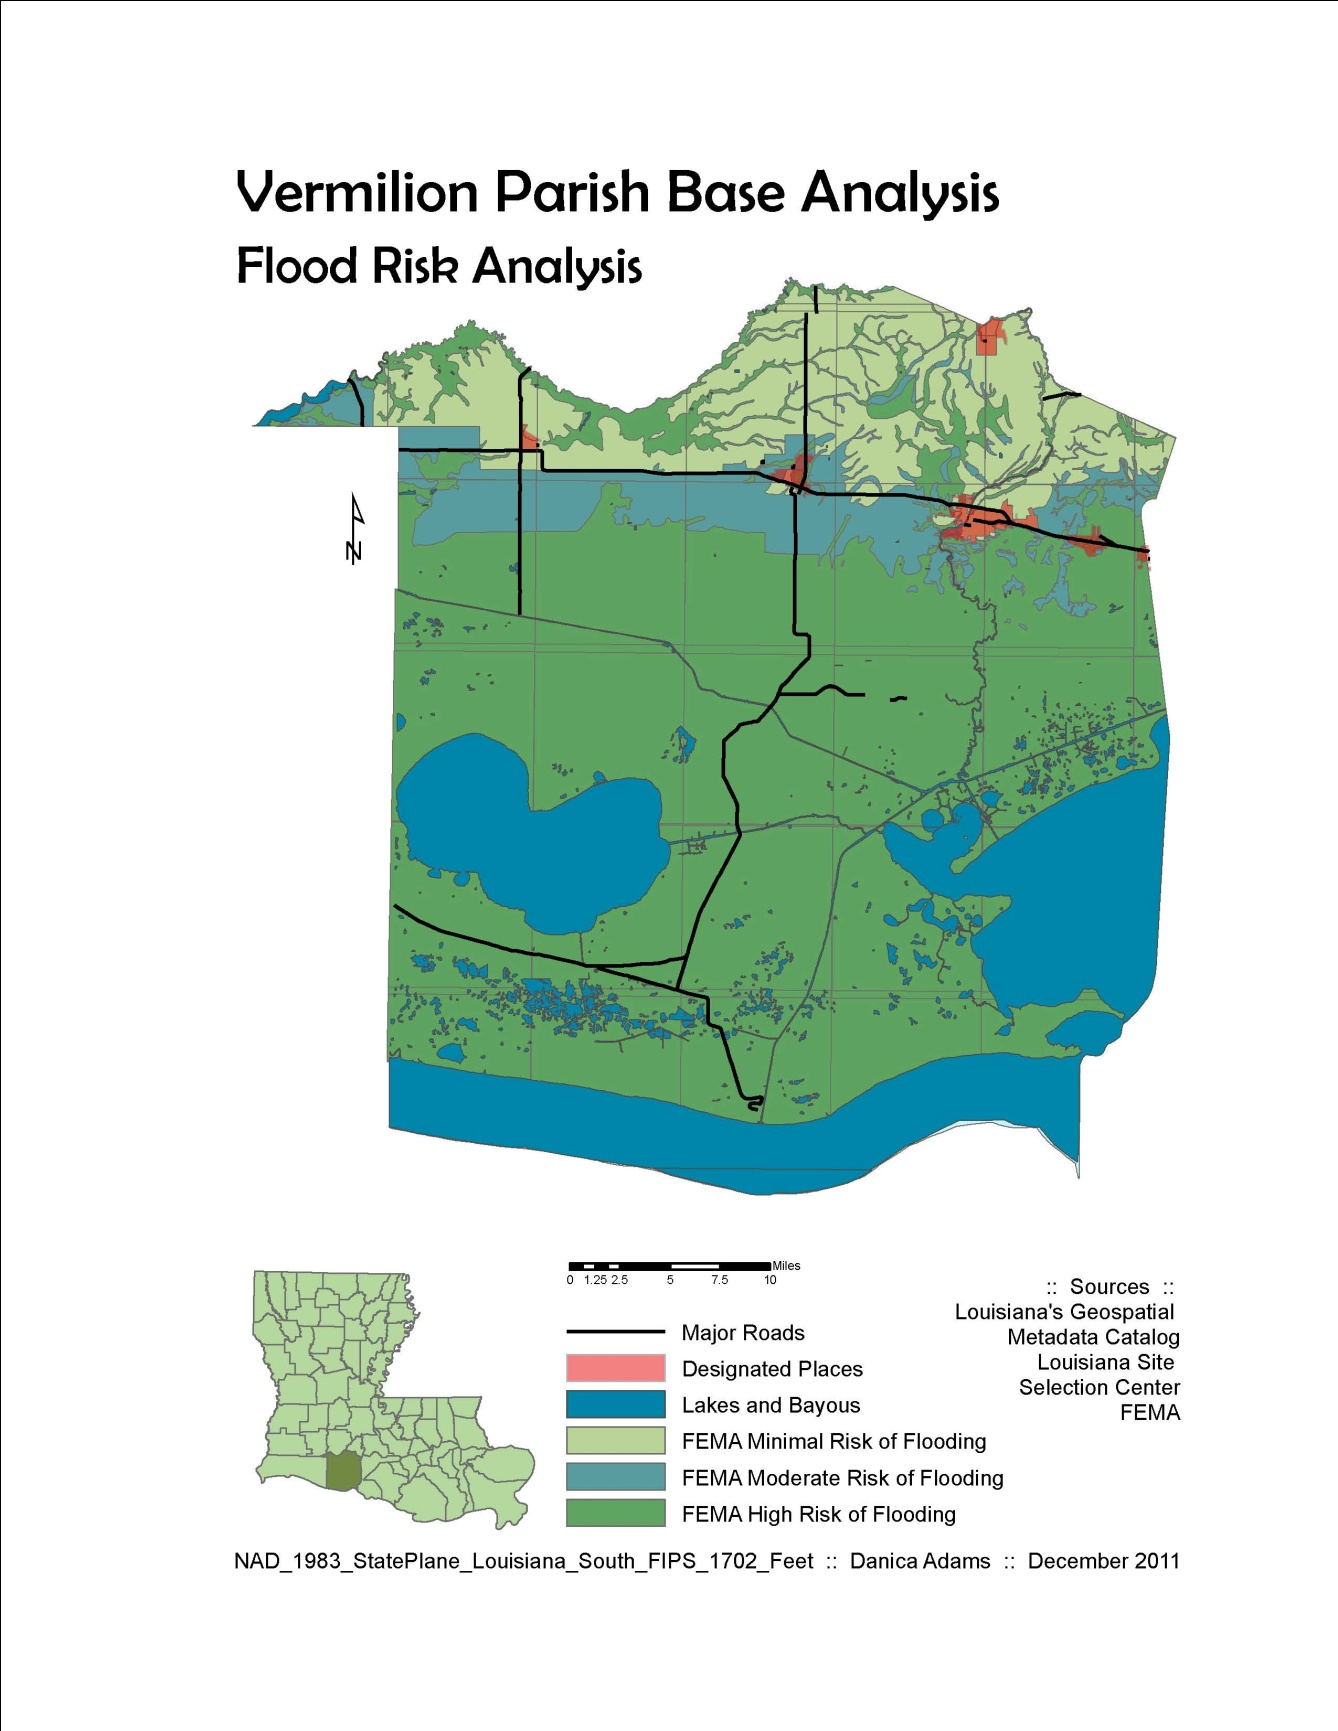 Vermilion Parish Base Analysis
Flood Risk Analysis
N
Miles
0 1.25 2.5 5 7.5 10
Major Roads
Designated Places
Lakes and Bayous
FEMA Minimal Risk of Flooding
FEMA Moderate Risk of Flooding
FEMA High Risk of Flooding
:: Sources ::
Louisiana's Geospatial
Metadata Catalog
Louisiana Site
Selection Center
FEMA
NAD_1983_StatePlane_Louisiana_South_FIPS_1702_Feet :: Danica Adams :: December 2011